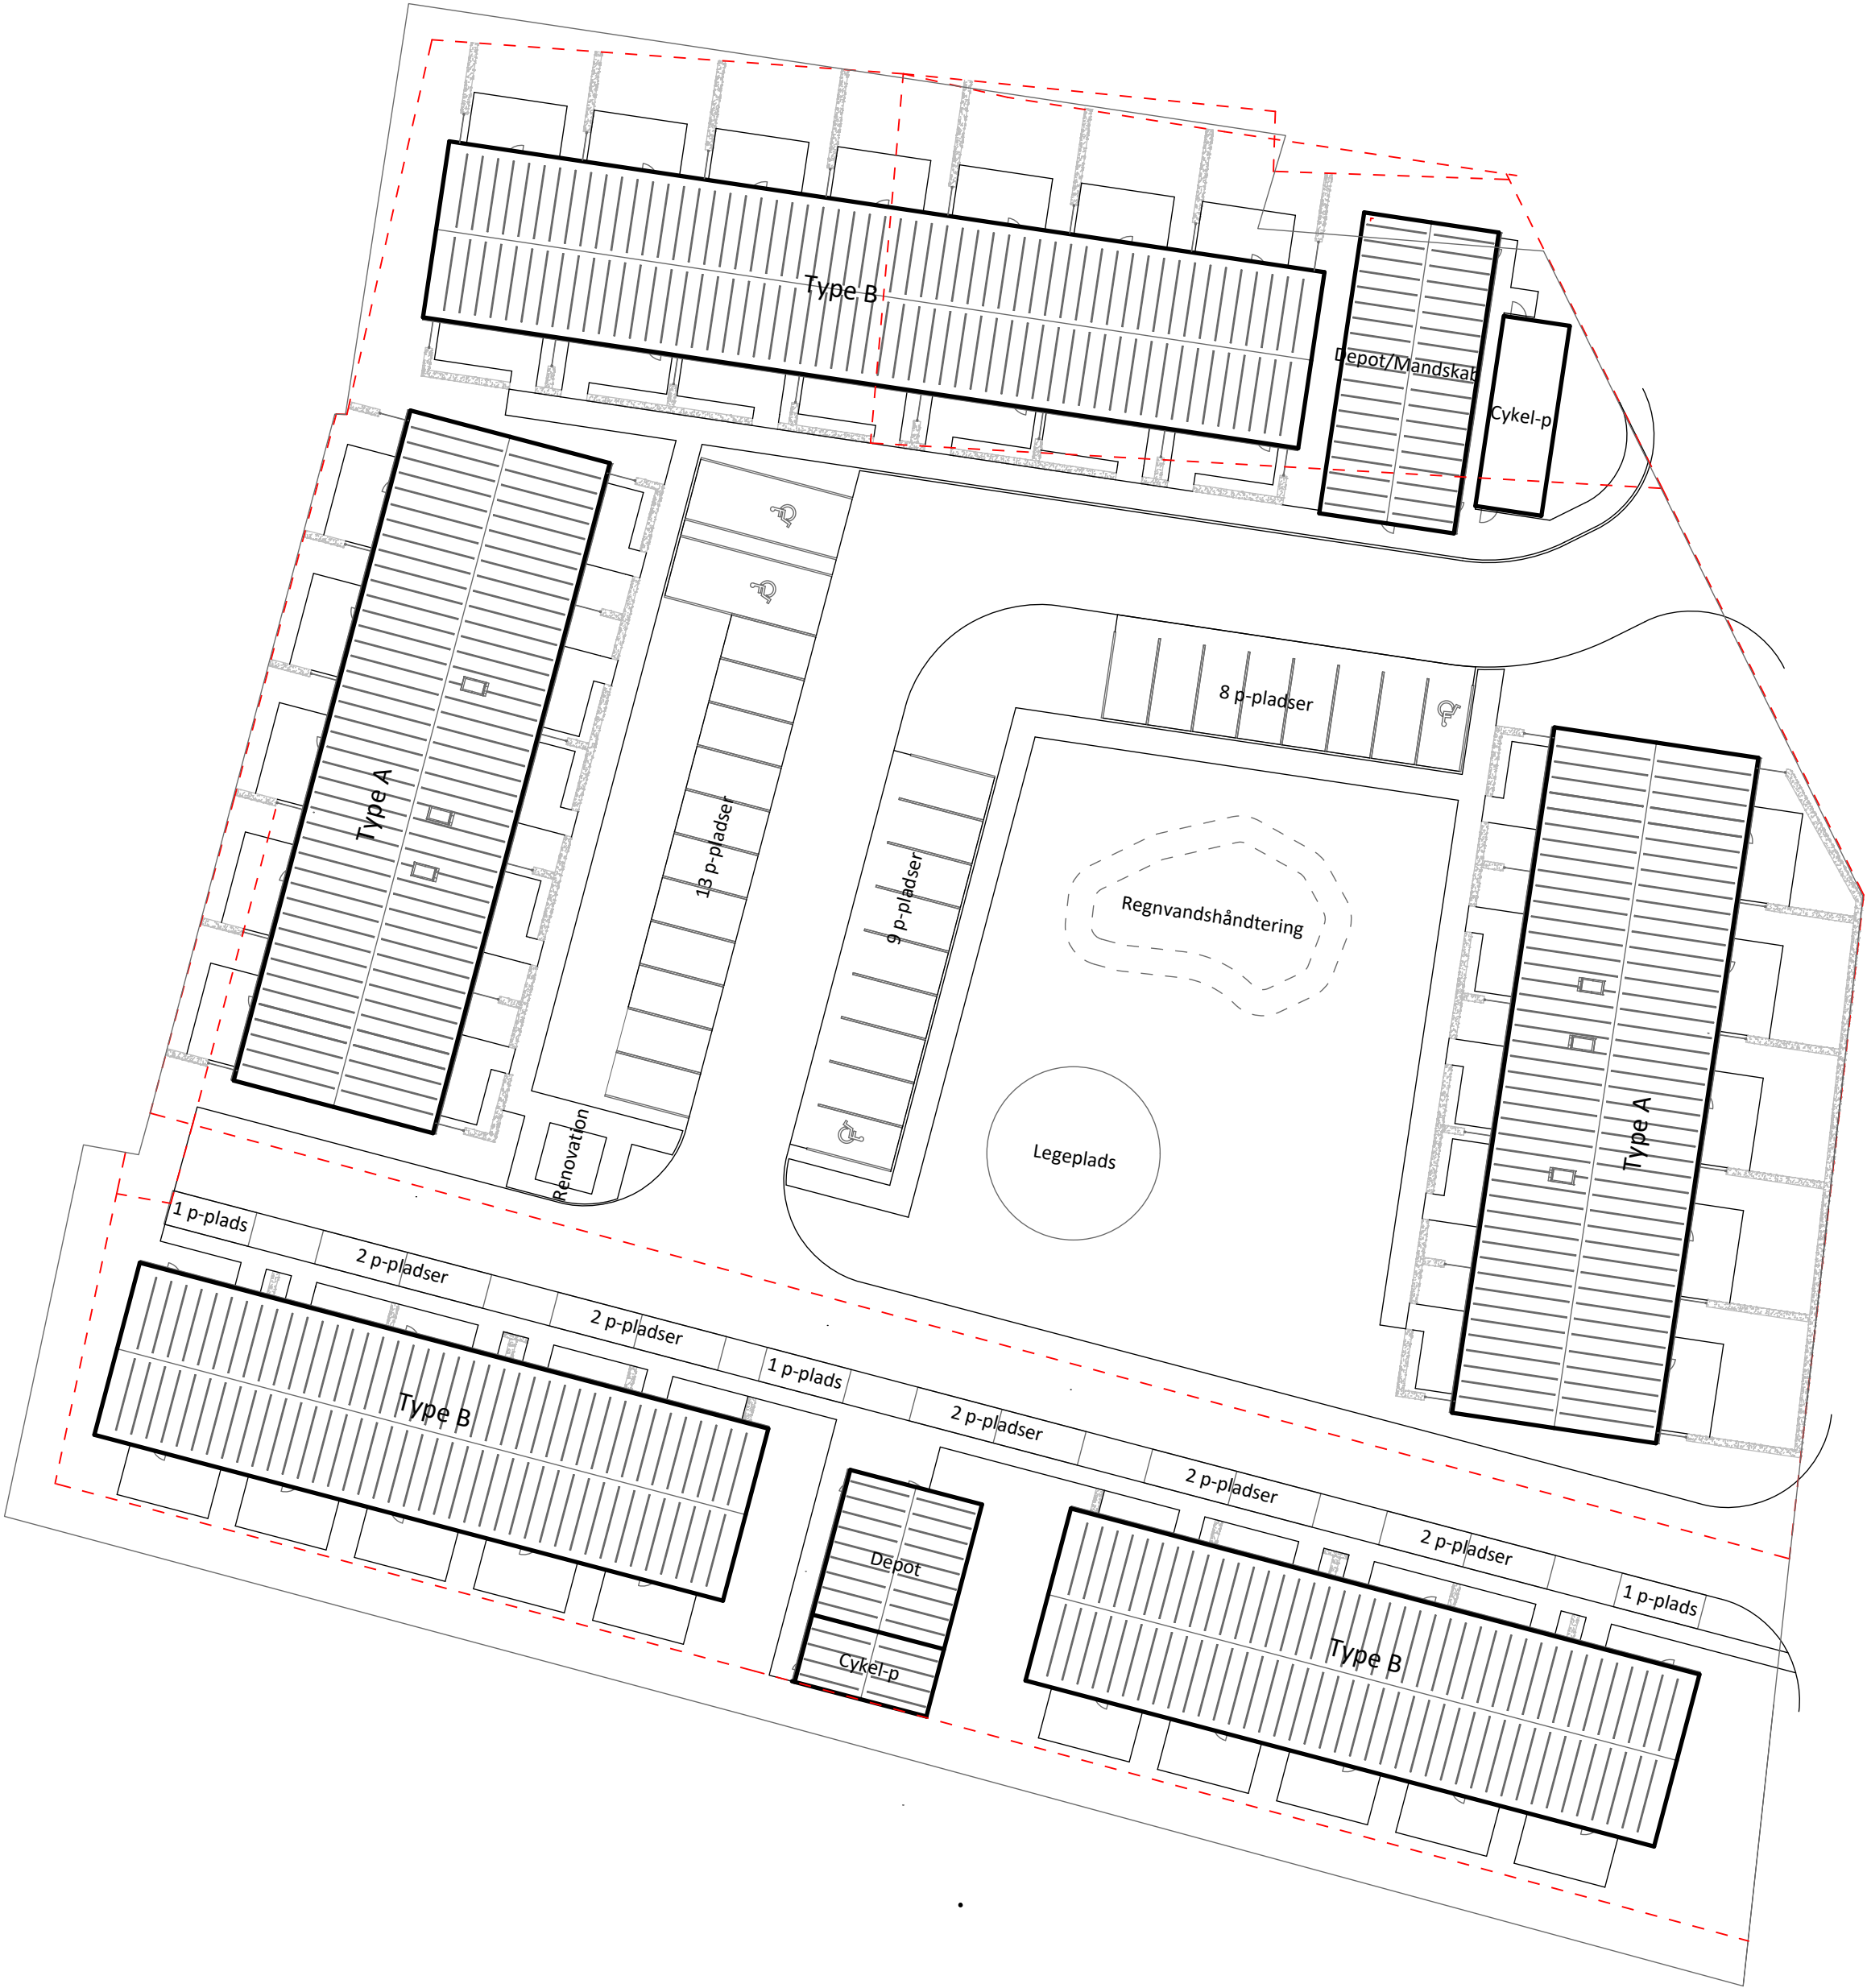 Type B
Depot/Mandskab
Cykel-p
8 p-pladser
Type A
13 p-pladser
9 p-pladser
Regnvandshåndtering
Type A
Renovation
Legeplads
1 p-plads
2 p-pladser
2 p-pladser
1 p-plads
2 p-pladser
2 p-pladser
2 p-pladser
1 p-plads
Type B
Depot
Cykel-p
Type B